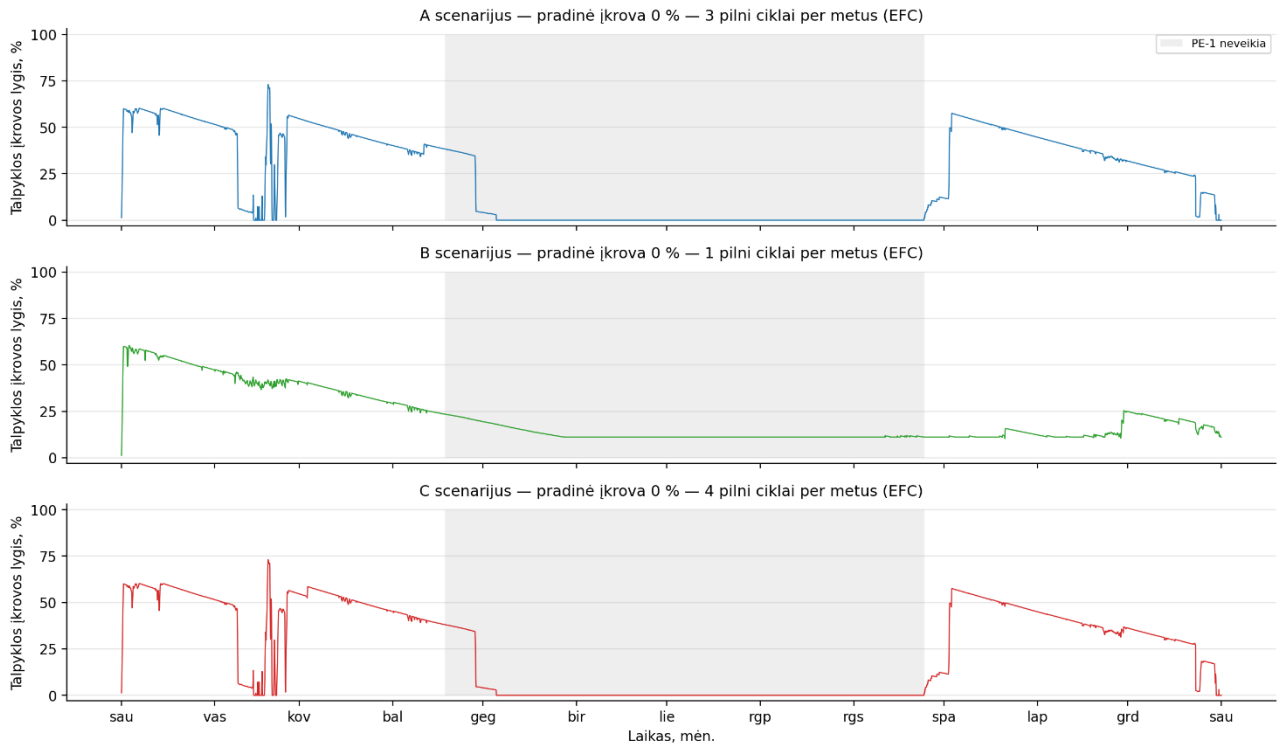 A scenarijus — pradinė įkrova 0 % — 3 pilni ciklai per metus (EFC)
Talpyklos įkrovos lygis, %
100
75
50
25
0
PE-1 neveikia
B scenarijus — pradinė įkrova 0 % — 1 pilni ciklai per metus (EFC)
Talpyklos įkrovos lygis, %
100
75
50
25
0
C scenarijus — pradinė įkrova 0 % — 4 pilni ciklai per metus (EFC)
Talpyklos įkrovos lygis, %
100
75
50
25
0
sau vas kov bal geg bir lie rgp rgs spa lap grd sau
Laikas, mėn.